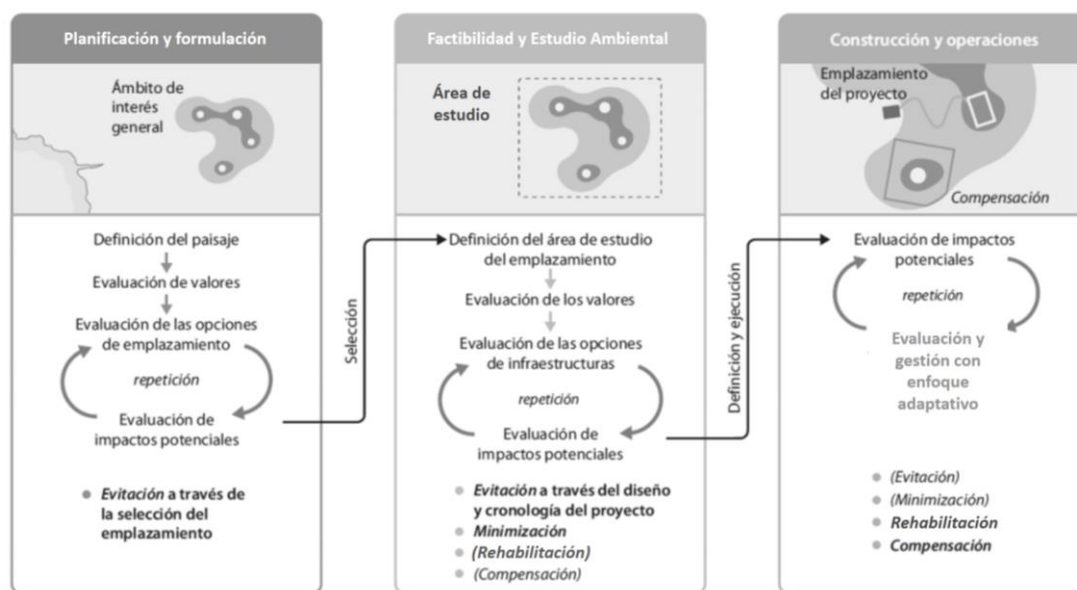 Planificación y formulación
Ámbito de
interés
general
Definición del paisaje
Evaluación de valores
Evaluación de las opciones
de emplazamiento
repetición
Evaluación de
impactos potenciales
Evitación a través de
la selección del
emplazamiento
Selección
Factibilidad y Estudio Ambiental
Área de
estudio
Definición del área de estudio
del emplazamiento
Evaluación de los valores
Evaluación de las opciones
de infraestructuras
repetición
Evaluación de
impactos potenciales
Evitación a través del diseño
y cronología del proyecto
Minimización
(Rehabilitación)
(Compensación)
Definición y ejecución
Construcción y operaciones
Emplazamiento
del proyecto
Compensación
Evaluación de impactos
potenciales
repetición
Evaluación y
gestión con
enfoque
adaptativo
(Evitación)
(Minimización)
Rehabilitación
Compensación